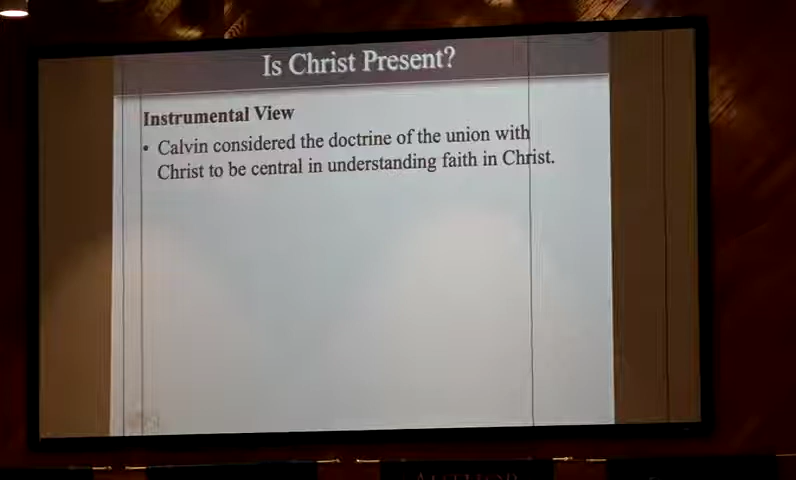 Is Christ Present?
Instrumental View
• Calvin considered the doctrine of the union with
Christ to be central in understanding faith in Christ.